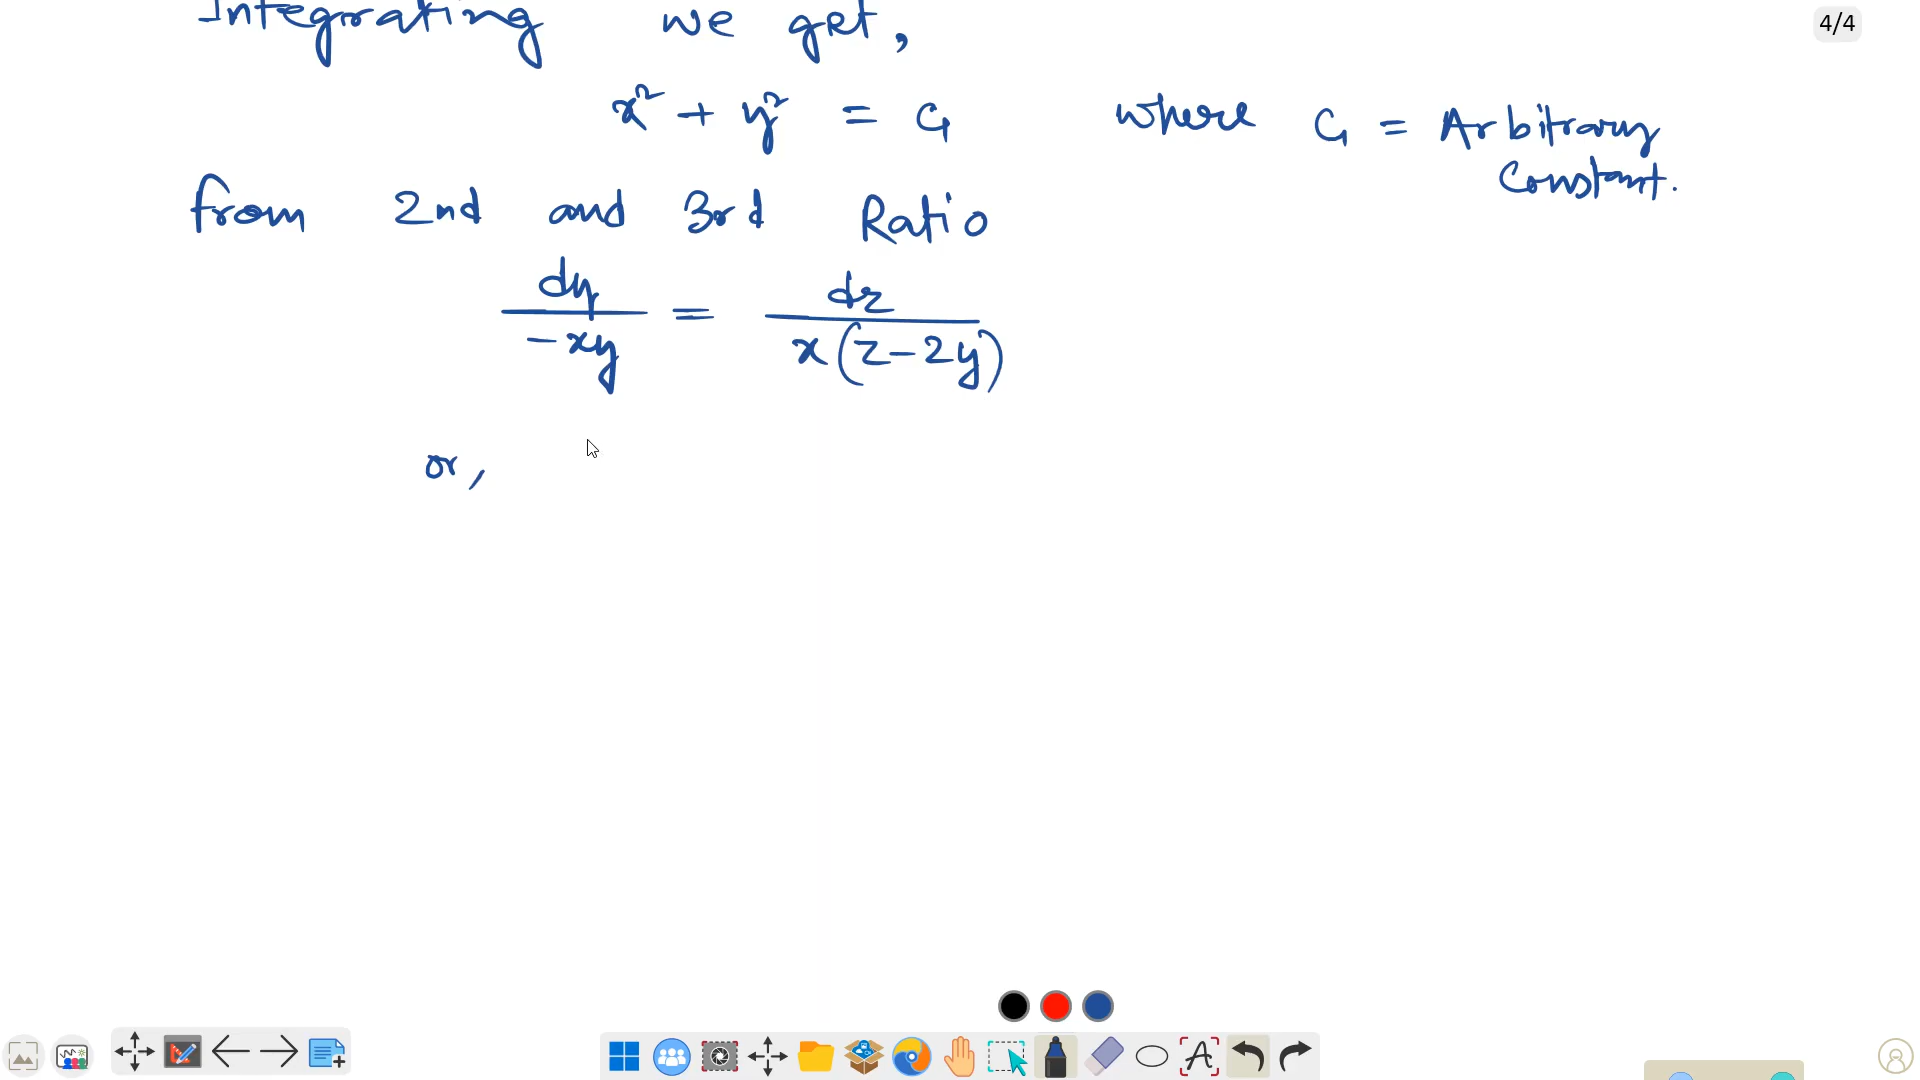 Integrating we get,
4/4
x² + y² = C₁ where C₁ = Arbitrary
Constant.
from 2nd and 3rd Ratio
dy/-xy = dz/x(z-2y)
or,